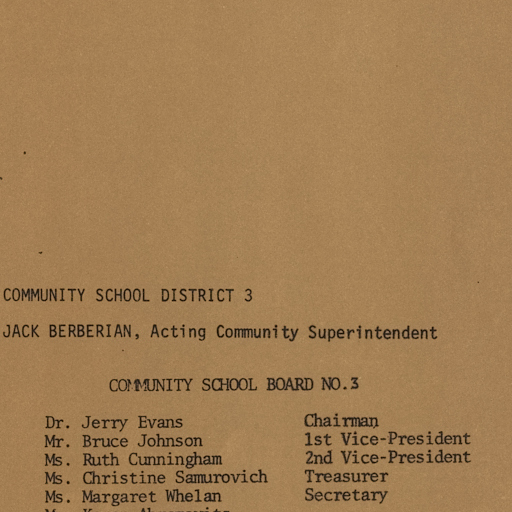 COMMUNITY SCHOOL DISTRICT 3
JACK BERBERIAN, Acting Community Superintendent
COMMUNITY SCHOOL BOARD NO.3
Dr. Jerry Evans Chairman
Mr. Bruce Johnson 1st Vice-President
Ms. Ruth Cunningham 2nd Vice-President
Ms. Christine Samurovich Treasurer
Ms. Margaret Whelan Secretary